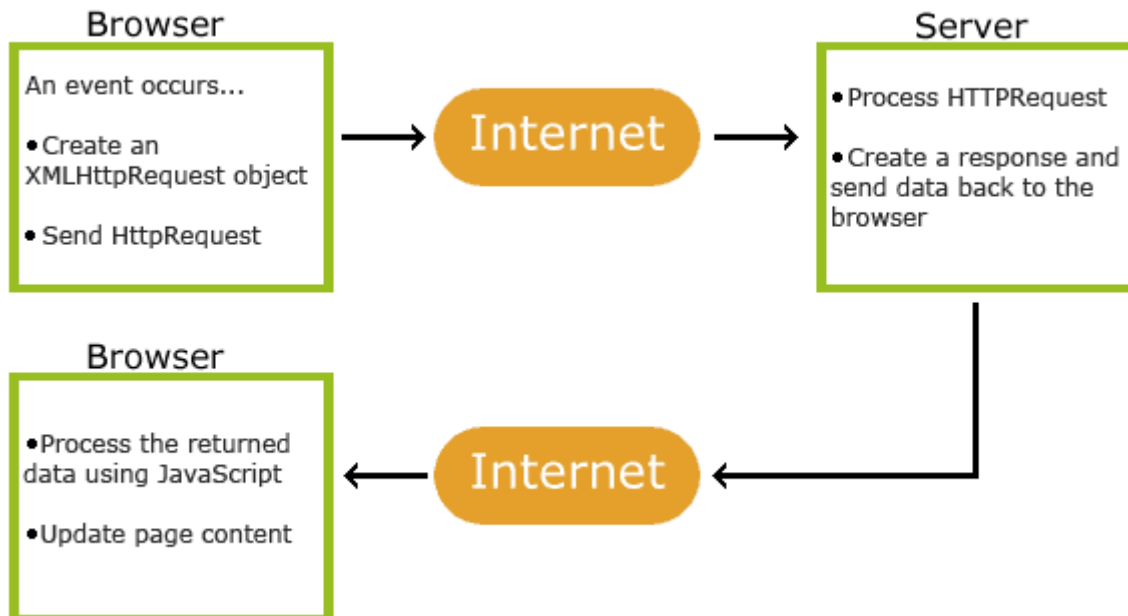 Browser
An event occurs...
•Create an
XMLHttpRequest object
•Send HttpRequest
Internet
Server
•Process HTTPRequest
•Create a response and
send data back to the
browser
Browser
•Process the returned
data using JavaScript
•Update page content
Internet